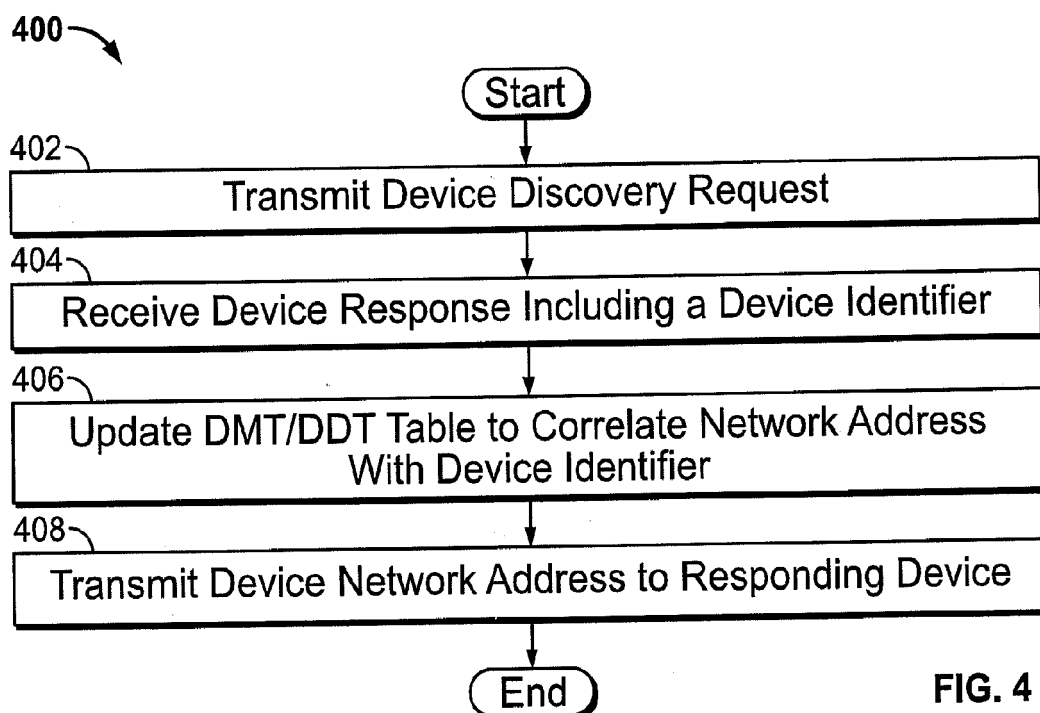 400
Start
402
Transmit Device Discovery Request
404
Receive Device Response Including a Device Identifier
406
Update DMT/DDT Table to Correlate Network Address
With Device Identifier
408
Transmit Device Network Address to Responding Device
End
FIG. 4